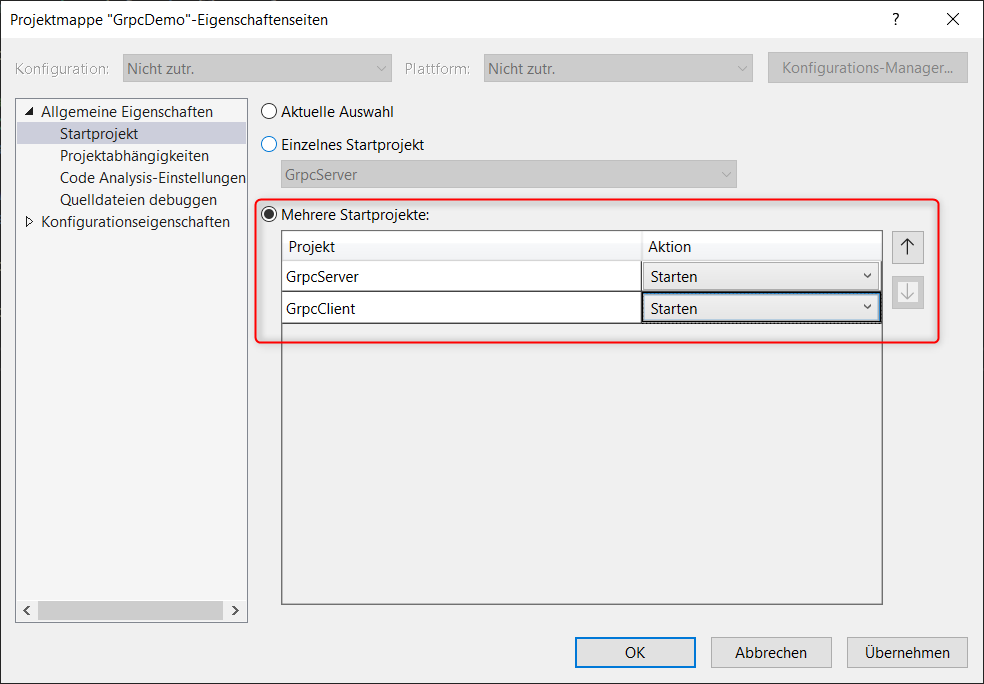 Projektmappe "GrpcDemo"-Eigenschaftenseiten
?
Konfiguration: Nicht zutr. Plattform: Nicht zutr. Konfigurations-Manager...
Allgemeine Eigenschaften
Startprojekt
Projektabhängigkeiten
Code Analysis-Einstellungen
Quelldateien debuggen
Konfigurationseigenschaften
Aktuelle Auswahl
Einzelnes Startprojekt
GrpcServer
Mehrere Startprojekte:
Projekt Aktion
GrpcServer Starten
GrpcClient Starten
OK Abbrechen Übernehmen